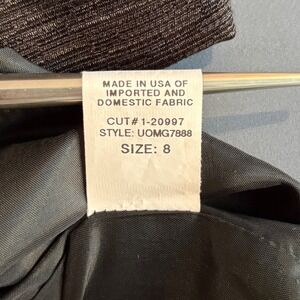 MADE IN USA OF
IMPORTED AND
DOMESTIC FABRIC
CUT# 1-20997
STYLE: UOMG7888
SIZE: 8